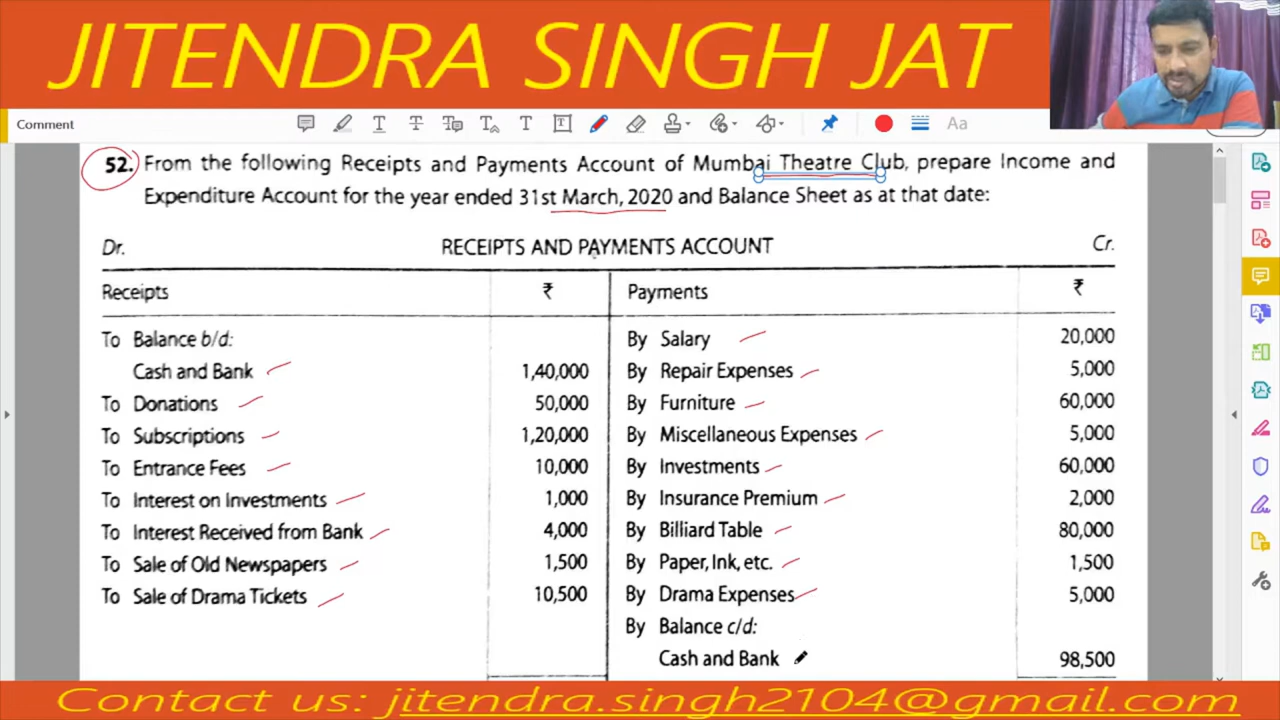 JITENDRA SINGH JAT
Comment
T T T T T Aa
52. From the following Receipts and Payments Account of Mumbai Theatre Club, prepare Income and
Expenditure Account for the year ended 31st March, 2020 and Balance Sheet as at that date:
Dr. RECEIPTS AND PAYMENTS ACCOUNT Cr.
Receipts ₹ Payments ₹
To Balance b/d: By Salary 20,000
Cash and Bank 1,40,000 By Repair Expenses 5,000
To Donations 50,000 By Furniture 60,000
To Subscriptions 1,20,000 By Miscellaneous Expenses 5,000
To Entrance Fees 10,000 By Investments 60,000
To Interest on Investments 1,000 By Insurance Premium 2,000
To Interest Received from Bank 4,000 By Billiard Table 80,000
To Sale of Old Newspapers 1,500 By Paper, Ink, etc. 1,500
To Sale of Drama Tickets 10,500 By Drama Expenses 5,000
By Balance c/d:
Cash and Bank 98,500
Contact us: jitendra.singh2104@gmail.com